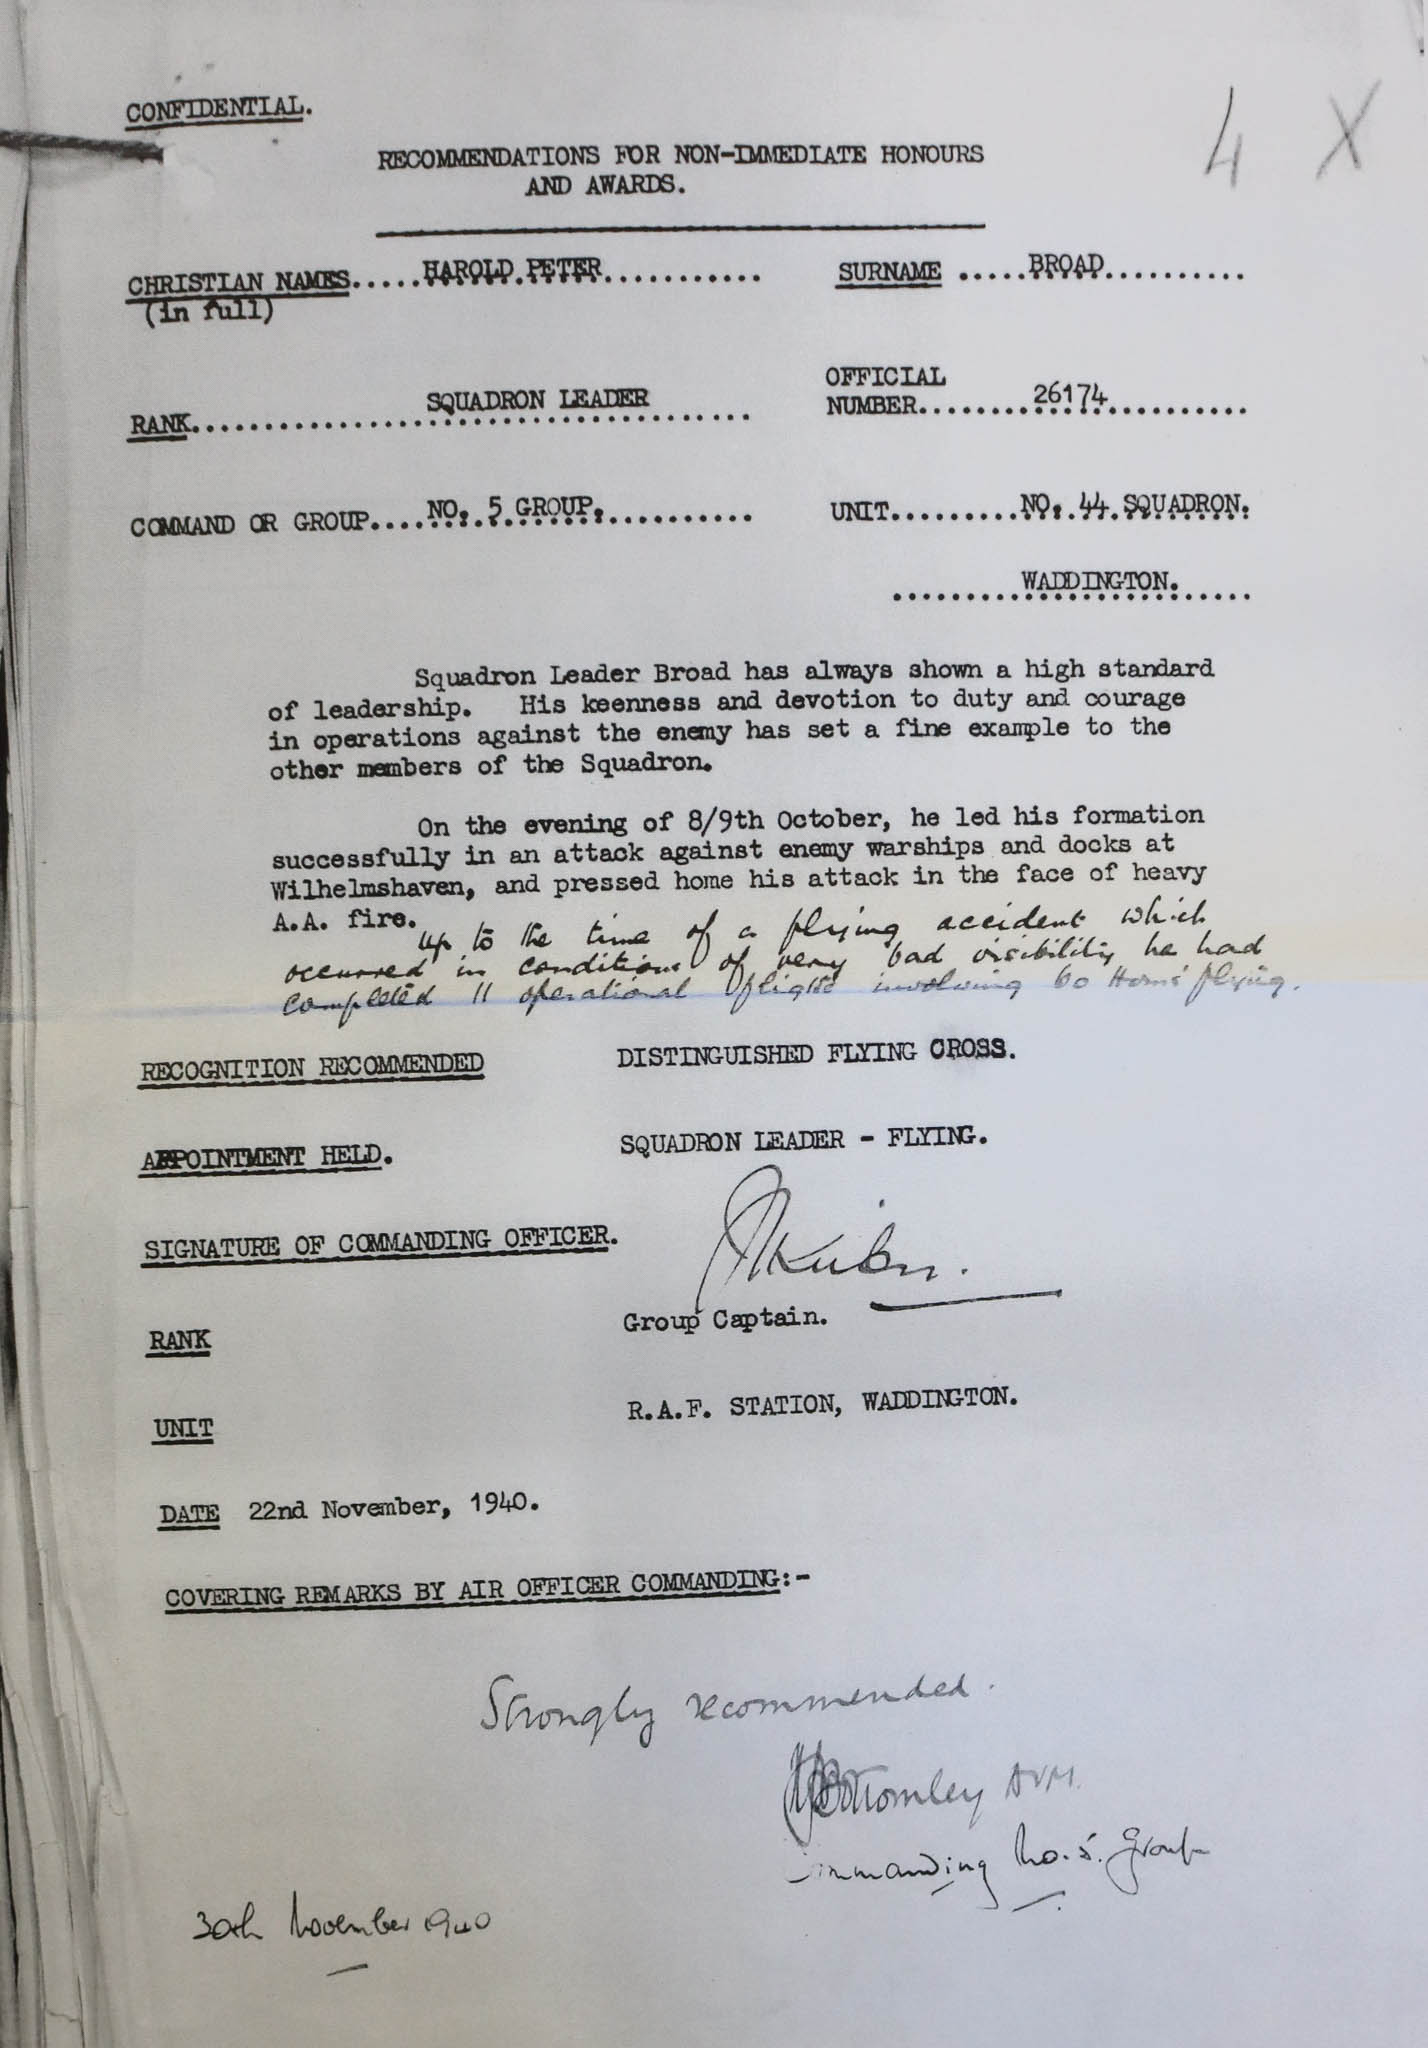 CONFIDENTIAL.
4 X
RECOMMENDATIONS FOR NON-IMMEDIATE HONOURS
AND AWARDS.
CHRISTIAN NAMES.....HAROLD PETER........... SURNAME .....BROAD..........
(in full)
OFFICIAL
RANK................SQUADRON LEADER....... NUMBER........26174..........
COMMAND OR GROUP....NO. 5 GROUP........... UNIT.........NO. 44 SQUADRON.
.........WADDINGTON......
Squadron Leader Broad has always shown a high standard
of leadership. His keenness and devotion to duty and courage
in operations against the enemy has set a fine example to the
other members of the Squadron.
On the evening of 8/9th October, he led his formation
successfully in an attack against enemy warships and docks at
Wilhelmshaven, and pressed home his attack in the face of heavy
A.A. fire.
Up to the time of a flying accident which
occurred in conditions of very bad visibility he had
completed 11 operational flights involving 60 Hours flying.
RECOGNITION RECOMMENDED DISTINGUISHED FLYING CROSS.
APPOINTMENT HELD. SQUADRON LEADER - FLYING.
SIGNATURE OF COMMANDING OFFICER.
RANK Group Captain.
UNIT R.A.F. STATION, WADDINGTON.
DATE 22nd November, 1940.
COVERING REMARKS BY AIR OFFICER COMMANDING:-
Strongly recommended.
Bottomley AVM.
Commanding No. 5. Group
30th November 1940